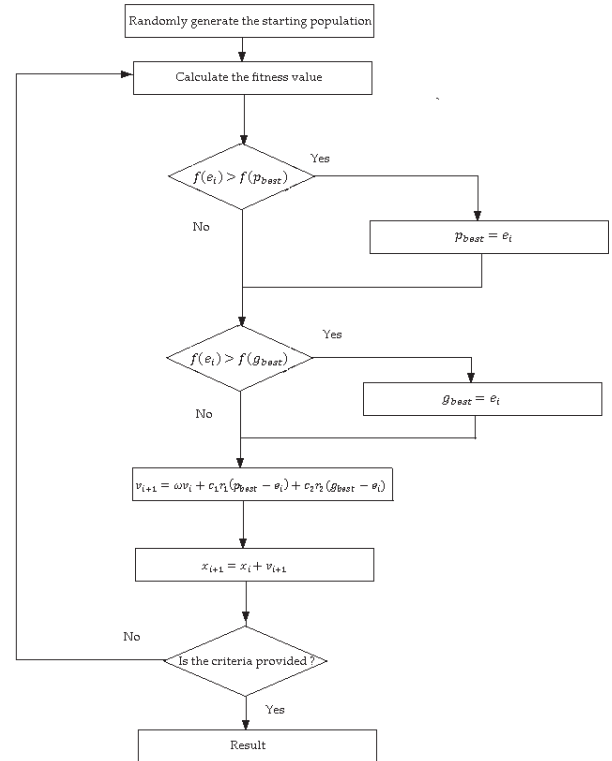 Randomly generate the starting population
Calculate the fitness value
Yes
f(e_i) > f(p_best)
No
p_best = e_i
Yes
f(e_i) > f(g_best)
No
g_best = e_i
v_{i+1} = ωv_i + c_1r_1(p_best − e_i) + c_2r_2(g_best − e_i)
x_{i+1} = x_i + v_{i+1}
No
Is the criteria provided ?
Yes
Result